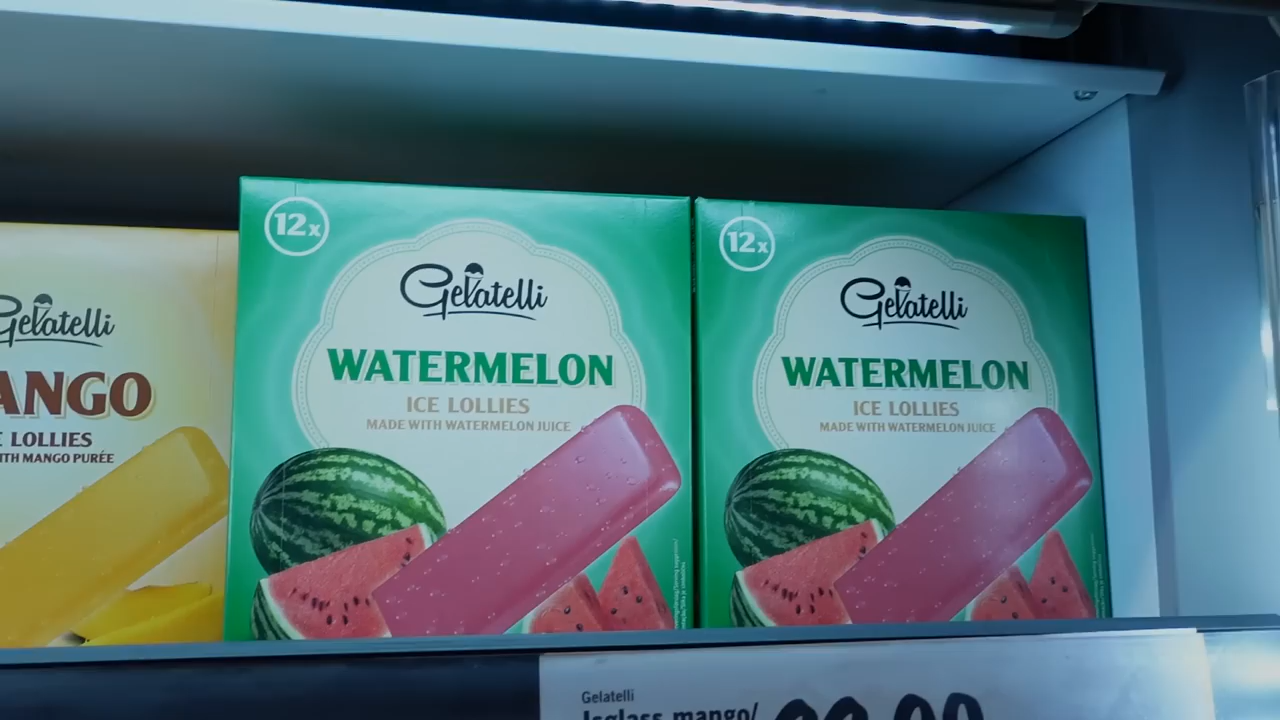 Gelatelli
ANGO
E LOLLIES
ITH MANGO PURÉE
12x
Gelatelli
WATERMELON
ICE LOLLIES
MADE WITH WATERMELON JUICE
12x
Gelatelli
WATERMELON
ICE LOLLIES
MADE WITH WATERMELON JUICE
Gelatelli
Isglass mango/